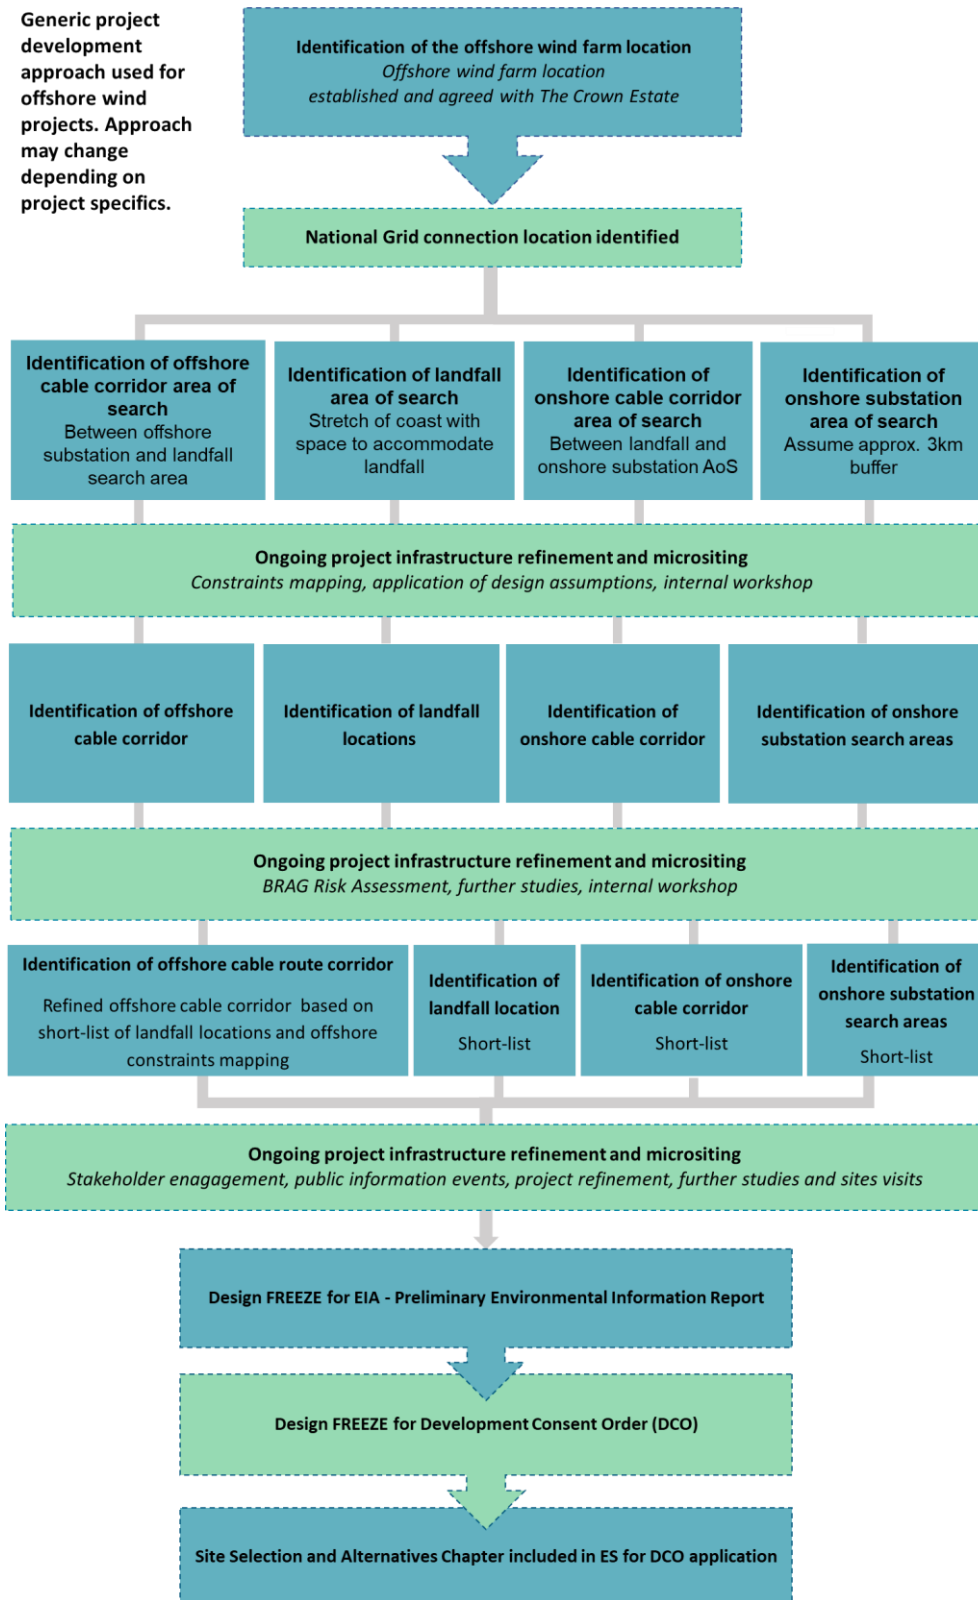 Generic project
development
approach used for
offshore wind
projects. Approach
may change
depending on
project specifics.
Identification of the offshore wind farm location
Offshore wind farm location
established and agreed with The Crown Estate
National Grid connection location identified
Identification of offshore
cable corridor area of
search
Between offshore
substation and landfall
search area
Identification of landfall
area of search
Stretch of coast with
space to accommodate
landfall
Identification of
onshore cable corridor
area of search
Between landfall and
onshore substation AoS
Identification of
onshore substation
area of search
Assume approx. 3km
buffer
Ongoing project infrastructure refinement and micrositing
Constraints mapping, application of design assumptions, internal workshop
Identification of offshore
cable corridor
Identification of landfall
locations
Identification of
onshore cable corridor
Identification of onshore
substation search areas
Ongoing project infrastructure refinement and micrositing
BRAG Risk Assessment, further studies, internal workshop
Identification of offshore cable route corridor
Refined offshore cable corridor based on
short-list of landfall locations and offshore
constraints mapping
Identification of
landfall location
Short-list
Identification of onshore
cable corridor
Short-list
Identification of
onshore substation
search areas
Short-list
Ongoing project infrastructure refinement and micrositing
Stakeholder enagagement, public information events, project refinement, further studies and sites visits
Design FREEZE for EIA - Preliminary Environmental Information Report
Design FREEZE for Development Consent Order (DCO)
Site Selection and Alternatives Chapter included in ES for DCO application